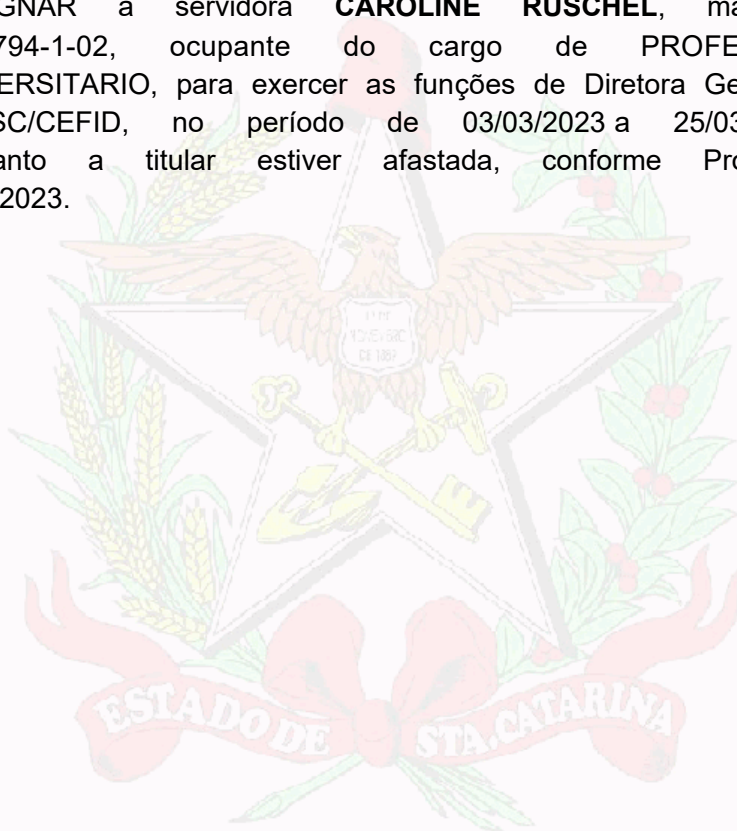 GNAR a servidora CAROLINE RUSCHEL, ma
794-1-02, ocupante do cargo de PROFE
ERSITARIO, para exercer as funções de Diretora Ge
SC/CEFID, no período de 03/03/2023 a 25/03
anto a titular estiver afastada, conforme Pro
2023.
ESTADO DE STA.CATARINA